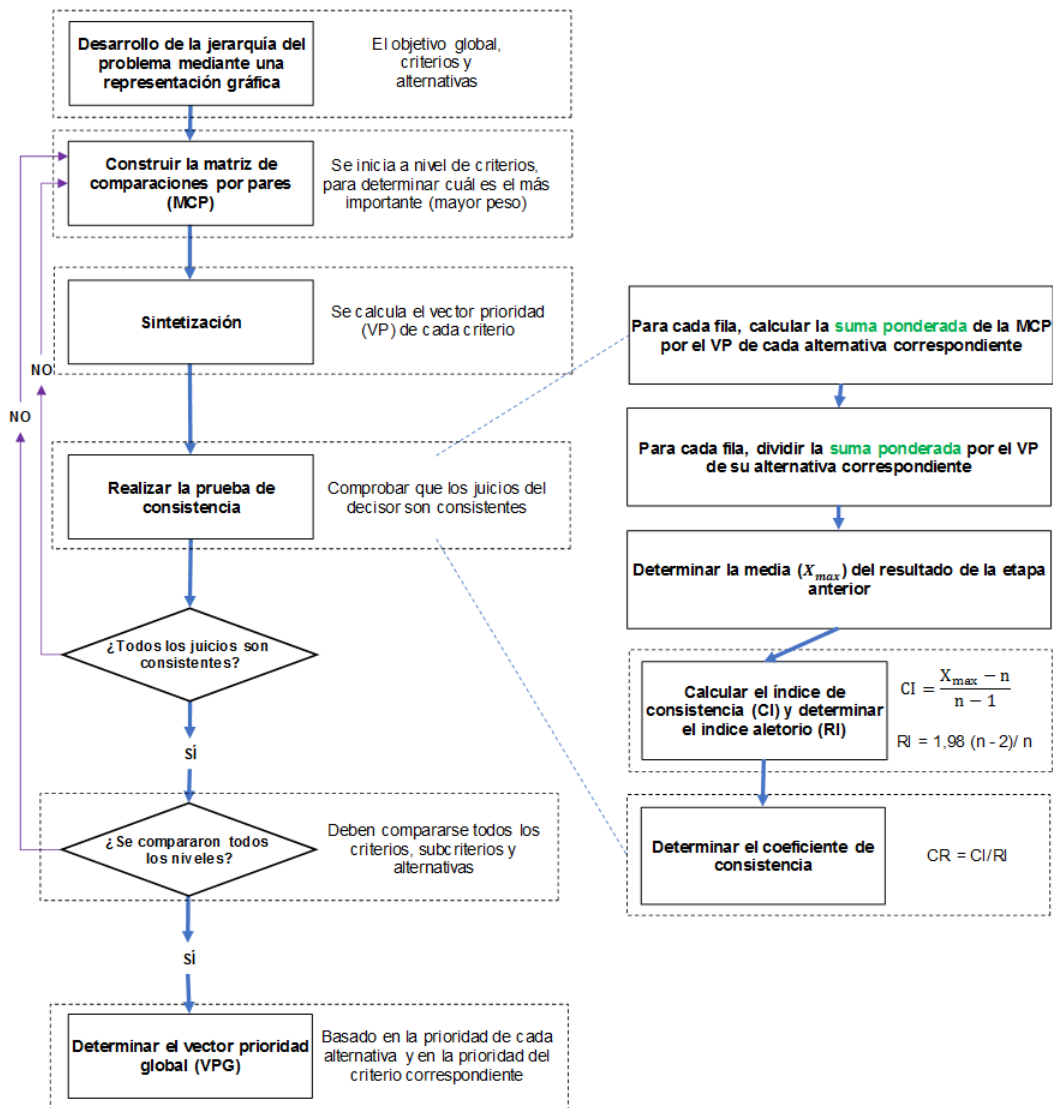 Desarrollo de la jerarquía del
problema mediante una
representación gráfica
El objetivo global,
criterios y
alternativas
Construir la matriz de
comparaciones por pares
(MCP)
Se inicia a nivel de criterios,
para determinar cuál es el más
importante (mayor peso)
Sintetización
Se calcula el vector prioridad
(VP) de cada criterio
NO
NO
Realizar la prueba de
consistencia
Comprobar que los juicios del
decisor son consistentes
¿Todos los juicios son
consistentes?
SÍ
¿Se compararon todos
los niveles?
Deben compararse todos los
criterios, subcriterios y
alternativas
SÍ
Determinar el vector prioridad
global (VPG)
Basado en la prioridad de cada
alternativa y en la prioridad del
criterio correspondiente
Para cada fila, calcular la suma ponderada de la MCP
por el VP de cada alternativa correspondiente
Para cada fila, dividir la suma ponderada por el VP
de su alternativa correspondiente
Determinar la media (X_max) del resultado de la etapa
anterior
Calcular el índice de
consistencia (CI) y determinar
el índice aletorio (RI)
CI = (X_max − n) / (n − 1)
RI = 1,98 (n - 2)/ n
Determinar el coeficiente de
consistencia
CR = CI/RI